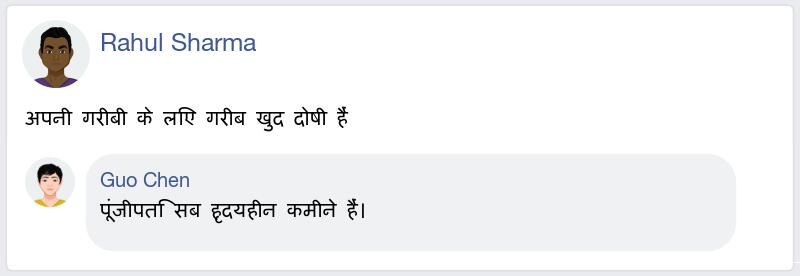 Rahul Sharma
अपनी गरीबी के लिए गरीब खुद दोषी हैं
Guo Chen
पूंजीपति सब हृदयहीन कमीने हैं।